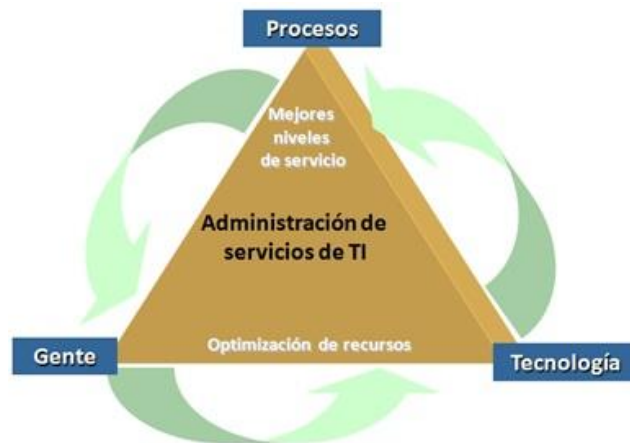 Procesos
Mejores
niveles
de servicio
Administración de
servicios de TI
Optimización de recursos
Gente
Tecnología